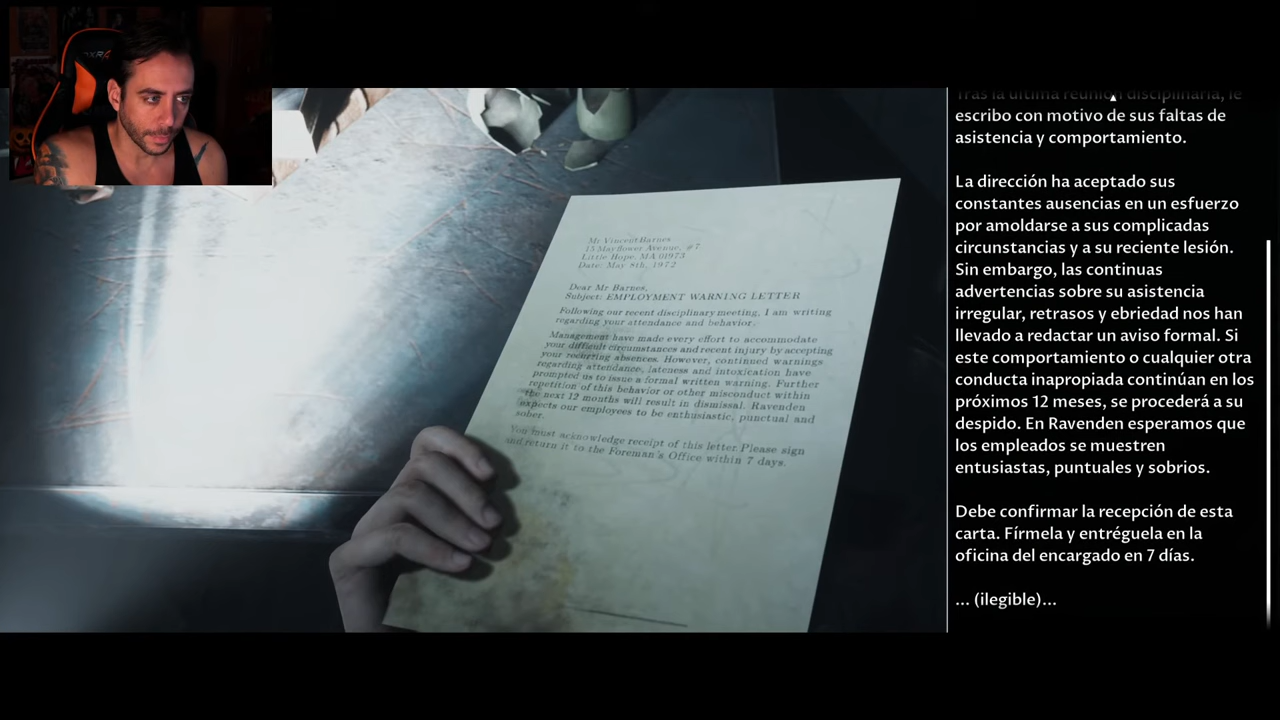 Mr Vincent Barnes
15 Mayflower Avenue, #7
Little Hope, MA 01973
Date: May 8th, 1972
Dear Mr Barnes,
Subject: EMPLOYMENT WARNING LETTER
Following our recent disciplinary meeting, I am writing
regarding your attendance and behavior.
Management have made every effort to accommodate
your difficult circumstances and recent injury by accepting
your recurring absences. However, continued warnings
regarding attendance, lateness and intoxication have
prompted us to issue a formal written warning. Further
repetition of this behavior or other misconduct within
the next 12 months will result in dismissal. Ravenden
expects our employees to be enthusiastic, punctual and
sober.
You must acknowledge receipt of this letter. Please sign
and return it to the Foreman's Office within 7 days.
Tras la última reunión disciplinaria, le
escribo con motivo de sus faltas de
asistencia y comportamiento.
La dirección ha aceptado sus
constantes ausencias en un esfuerzo
por amoldarse a sus complicadas
circunstancias y a su reciente lesión.
Sin embargo, las continuas
advertencias sobre su asistencia
irregular, retrasos y ebriedad nos han
llevado a redactar un aviso formal. Si
este comportamiento o cualquier otra
conducta inapropiada continúan en los
próximos 12 meses, se procederá a su
despido. En Ravenden esperamos que
los empleados se muestren
entusiastas, puntuales y sobrios.
Debe confirmar la recepción de esta
carta. Fírmela y entréguela en la
oficina del encargado en 7 días.
... (ilegible)...